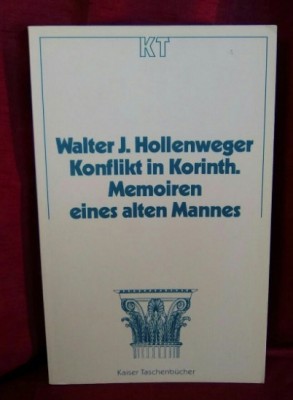 KT
Walter J. Hollenweger
Konflikt in Korinth.
Memoiren
eines alten Mannes
Kaiser Taschenbücher